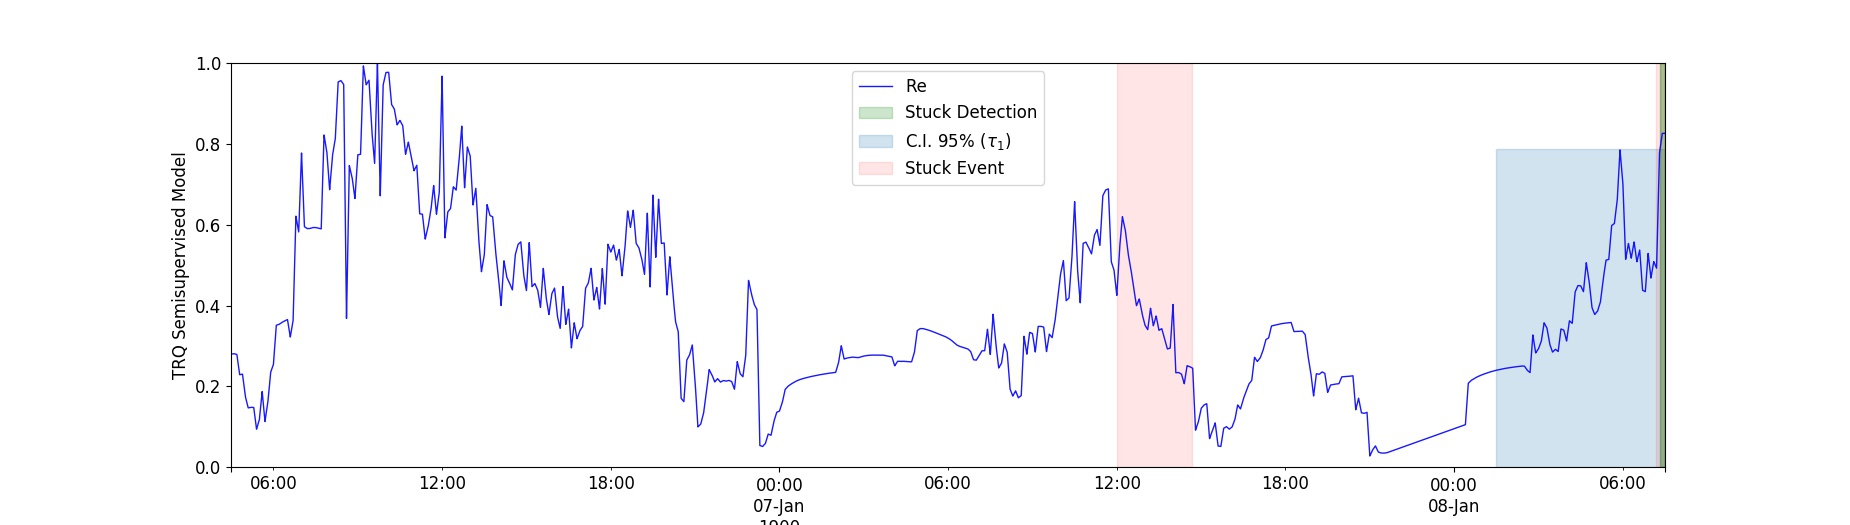 1.0
0.8
0.6
0.4
0.2
0.0
TRQ Semisupervised Model
Re
Stuck Detection
C.I. 95% (τ₁)
Stuck Event
06:00 12:00 18:00 00:00 06:00 12:00 18:00 00:00 06:00
07-Jan 08-Jan
1900